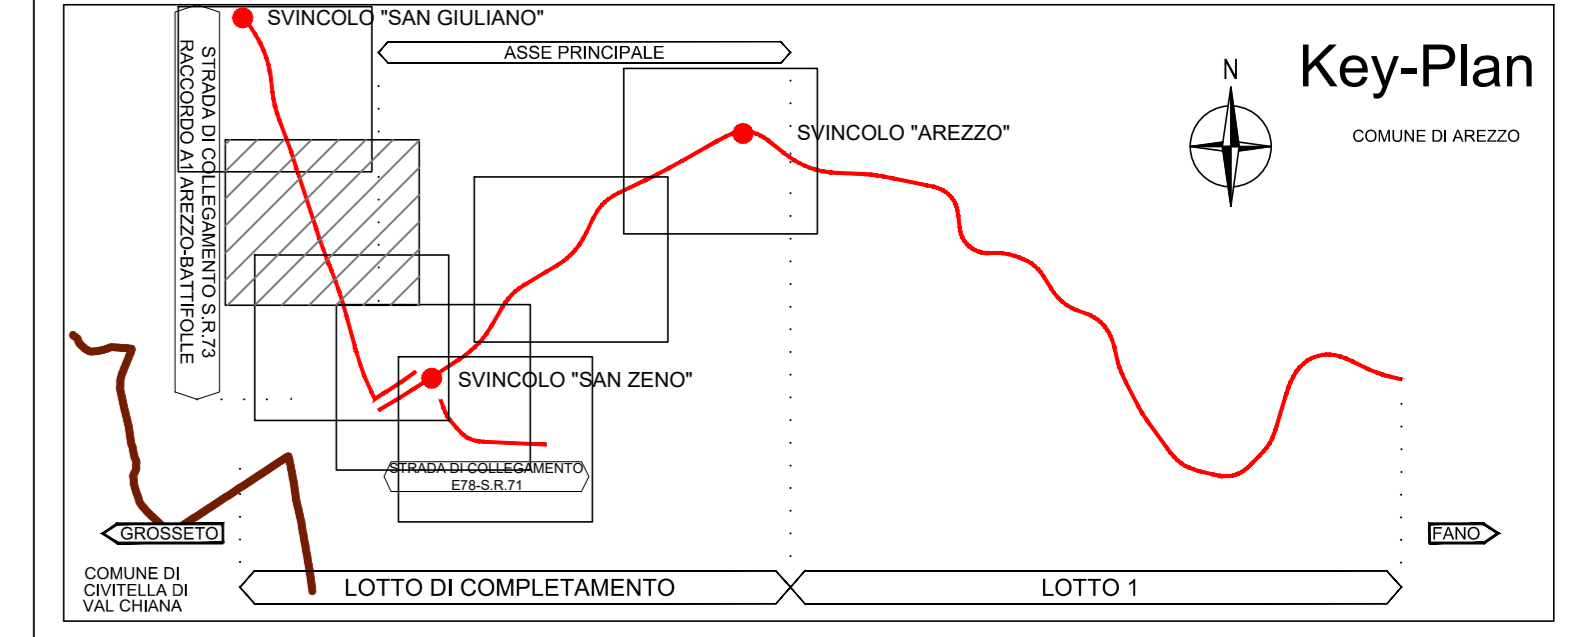 SVINCOLO "SAN GIULIANO"
ASSE PRINCIPALE
Key-Plan
N
COMUNE DI AREZZO
SVINCOLO "AREZZO"
STRADA DI COLLEGAMENTO S.R.73
RACCORDO A1 AREZZO-BATTIFOLLE
SVINCOLO "SAN ZENO"
STRADA DI COLLEGAMENTO
E78-S.R.71
GROSSETO
FANO
COMUNE DI
CIVITELLA DI
VAL CHIANA
LOTTO DI COMPLETAMENTO
LOTTO 1